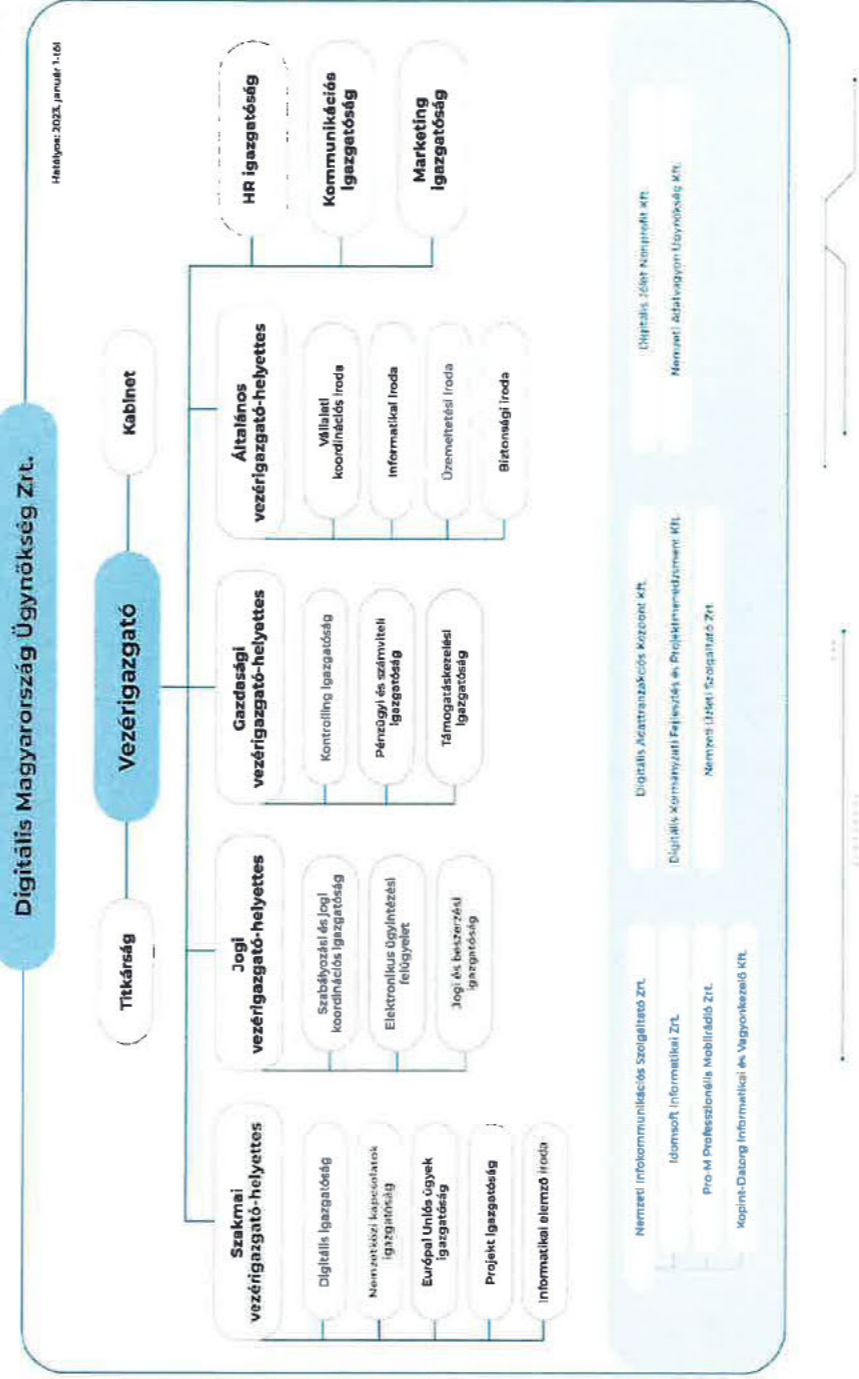 Digitális Magyarország Ügynökség Zrt.
Hatályos: 2023. január 1-től
Titkárság
Vezérigazgató
Kabinet
Szakmai
vezérigazgató-helyettes
Digitális Igazgatóság
Nemzetközi kapcsolatok
igazgatóság
Európai Uniós ügyek
igazgatóság
Projekt Igazgatóság
Informatikai elemző iroda
Jogi
vezérigazgató-helyettes
Szabályozási és jogi
koordinációs igazgatóság
Elektronikus ügyintézési
felügyelet
Jogi és beszerzési
igazgatóság
Gazdasági
vezérigazgató-helyettes
Kontrolling igazgatóság
Pénzügyi és számviteli
Igazgatóság
Támogatáskezelési
Igazgatóság
Általános
vezérigazgató-helyettes
Vállalati
koordinációs iroda
Informatikai Iroda
Üzemeltetési Iroda
Biztonsági iroda
HR igazgatóság
Kommunikációs
Igazgatóság
Marketing
Igazgatóság
Nemzeti Infokommunikációs Szolgáltató Zrt.
Idomsoft Informatikai Zrt.
Pro-M Professzionális Mobilrádió Zrt.
Kopint-Datorg Informatikai és Vagyonkezelő Kft.
Digitális Adattranzakciós Központ Kft.
Digitális Kormányzati Fejlesztés és Projektmenedzsment Kft.
Nemzeti Üzleti Szolgáltató Zrt.
Digitális Jólét Nonprofit Kft.
Nemzeti Adatvagyon Ügynökség Kft.